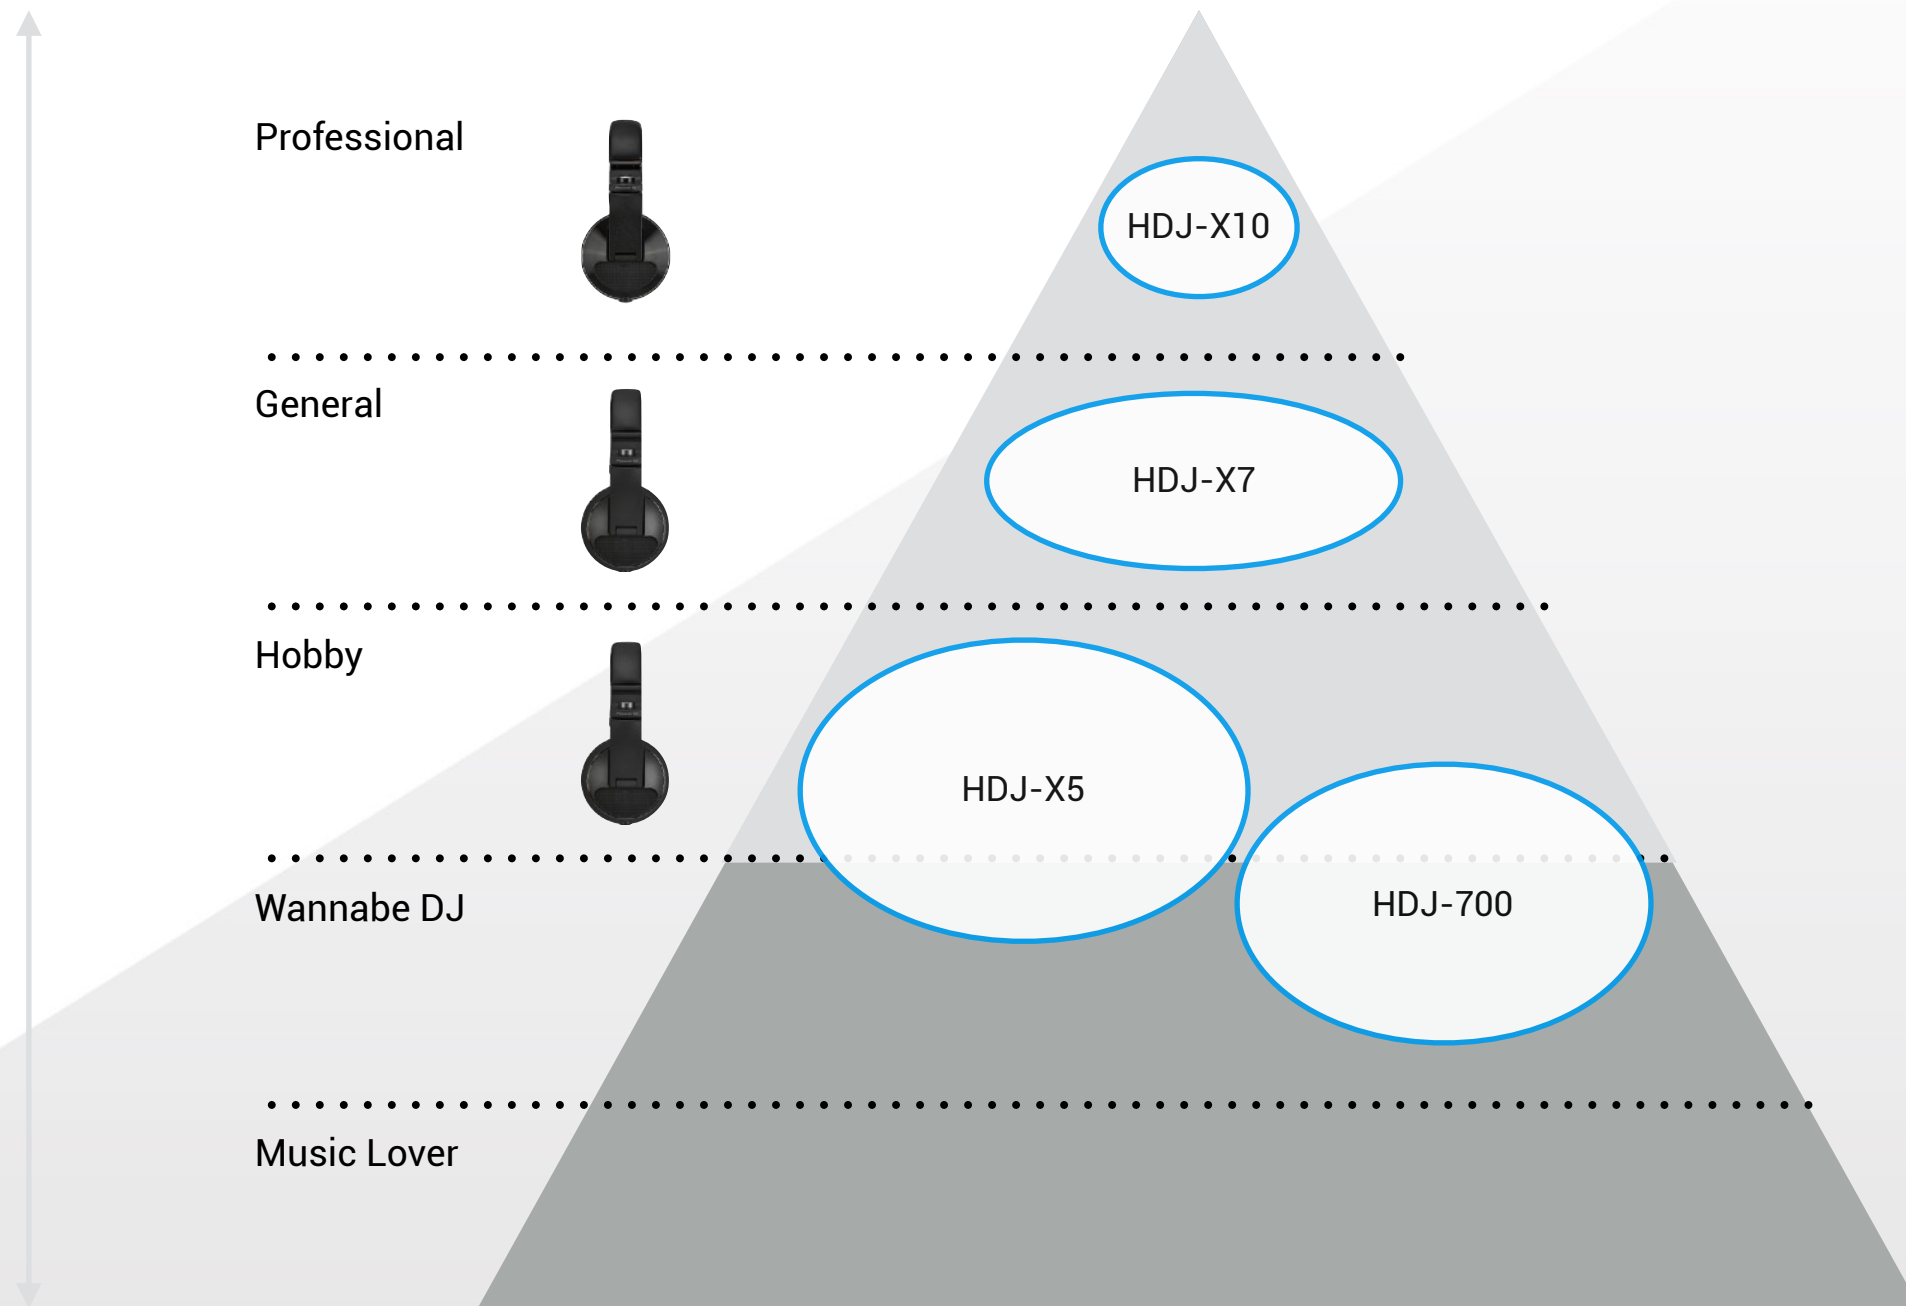 Professional
HDJ-X10
General
HDJ-X7
Hobby
HDJ-X5
Wannabe DJ
HDJ-700
Music Lover